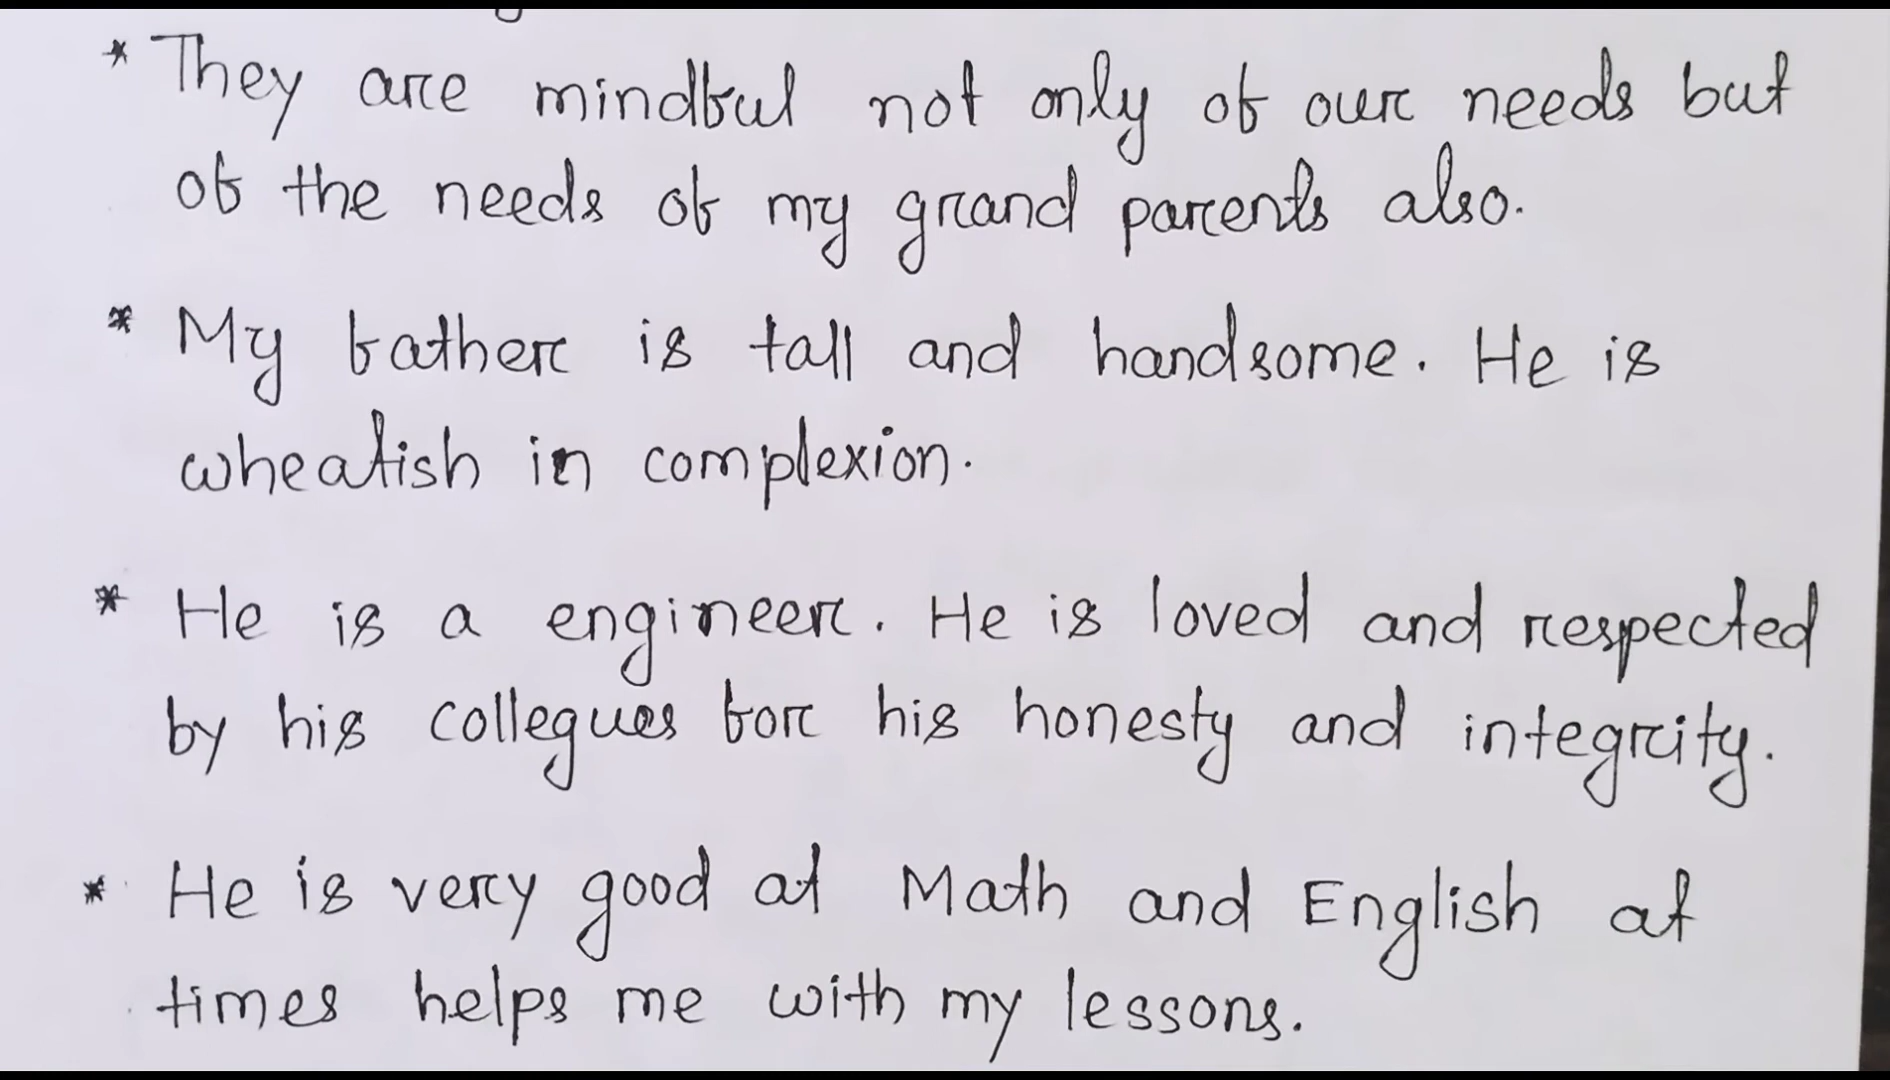 * They are mindful not only of our needs but
of the needs of my grand parents also.
* My father is tall and handsome. He is
wheatish in complexion.
* He is a engineer. He is loved and respected
by his collegues for his honesty and integrity.
* He is very good at Math and English at
times helps me with my lessons.